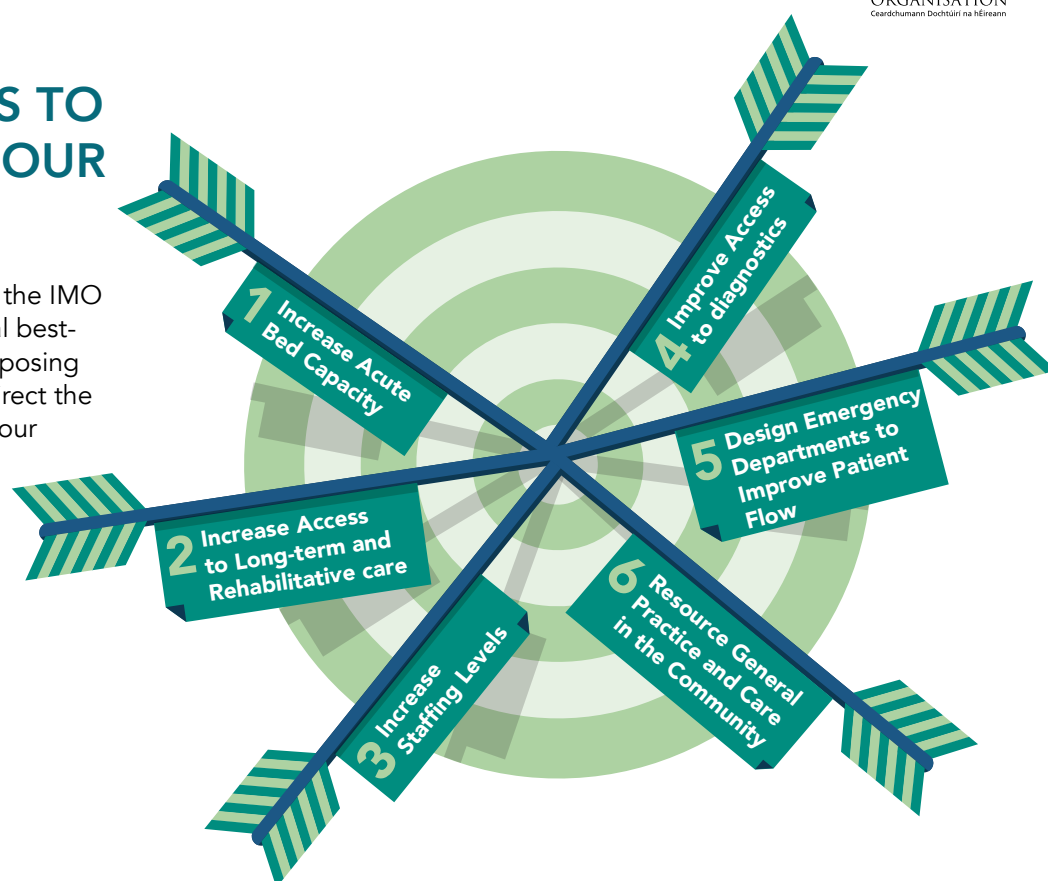 ORGANISATION
Ceardchumann Dochtúirí na hÉireann
S TO
OUR
the IMO
al best-
posing
rect the
our
1 Increase Acute
Bed Capacity
2 Increase Access
to Long-term and
Rehabilitative care
3 Increase
Staffing Levels
4 Improve Access
to diagnostics
5 Design Emergency
Departments to
Improve Patient
Flow
6 Resource General
Practice and Care
in the Community